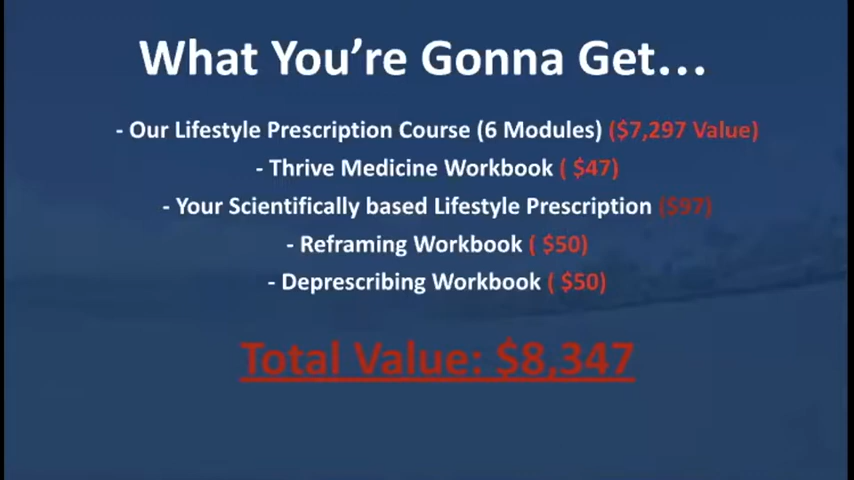 What You're Gonna Get...
- Our Lifestyle Prescription Course (6 Modules) ($7,297 Value)
- Thrive Medicine Workbook ( $47)
- Your Scientifically based Lifestyle Prescription ($97)
- Reframing Workbook ( $50)
- Deprescribing Workbook ( $50)
Total Value: $8,347